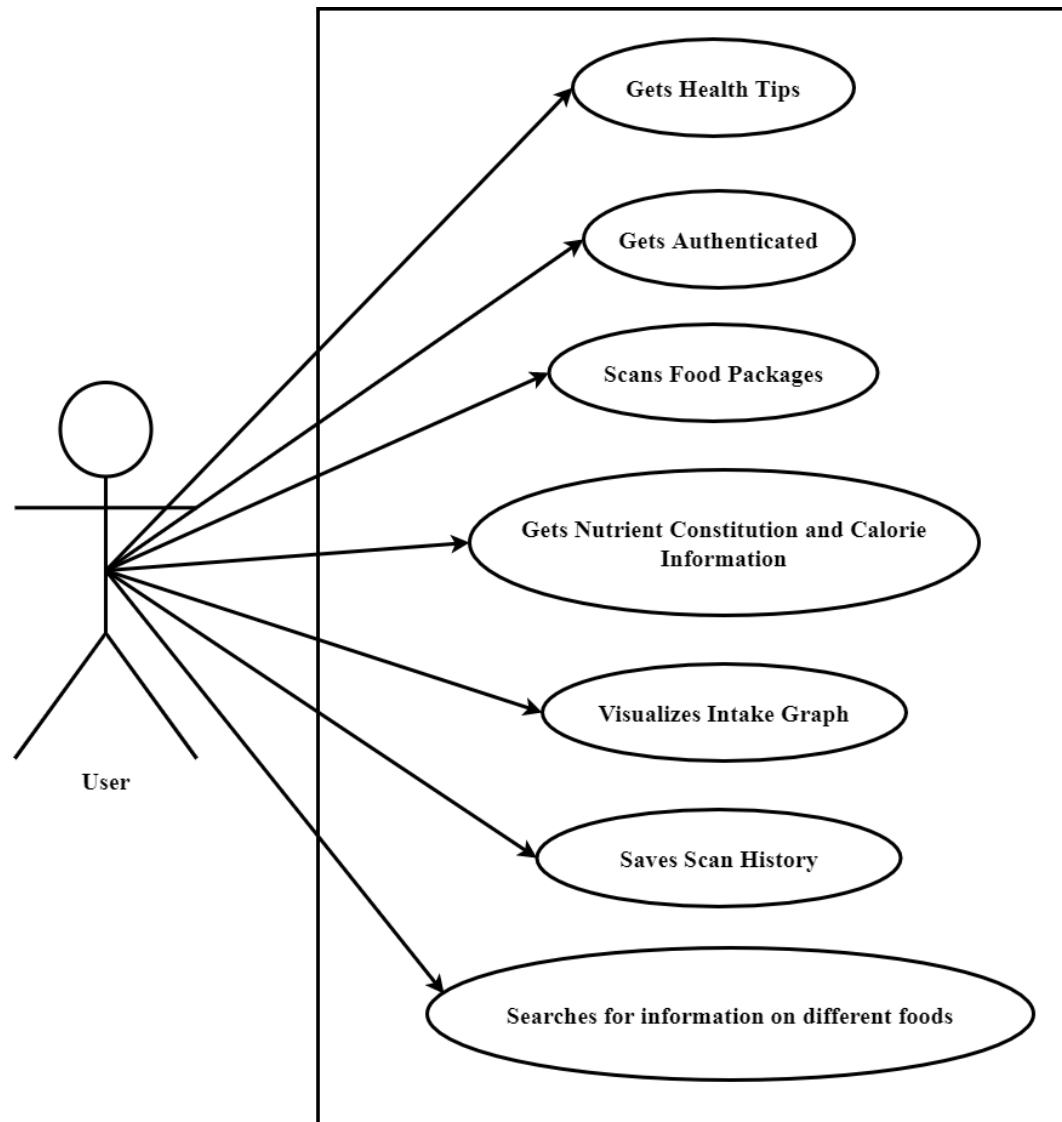 Gets Health Tips
Gets Authenticated
Scans Food Packages
Gets Nutrient Constitution and Calorie
Information
Visualizes Intake Graph
User
Saves Scan History
Searches for information on different foods